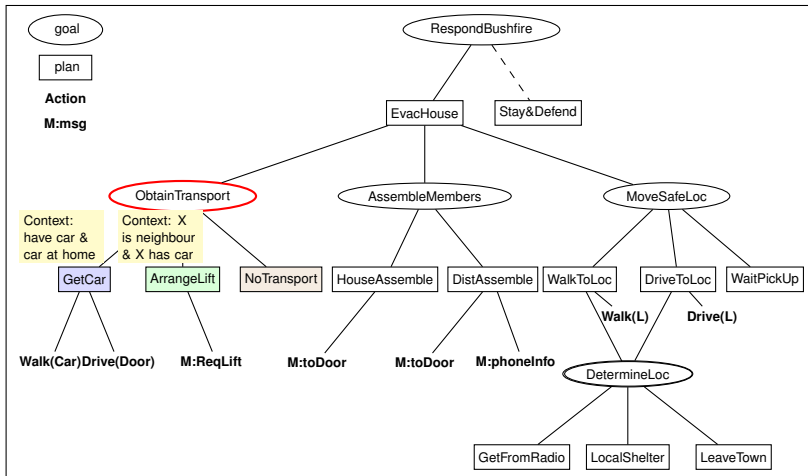 goal
RespondBushfire
plan
Action
M:msg
EvacHouse
Stay&Defend
ObtainTransport
AssembleMembers
MoveSafeLoc
Context:
have car &
car at home
Context: X
is neighbour
& X has car
GetCar
ArrangeLift
NoTransport
HouseAssemble
DistAssemble
WalkToLoc
DriveToLoc
WaitPickUp
Walk(L)
Drive(L)
Walk(Car)Drive(Door)
M:ReqLift
M:toDoor
M:toDoor
M:phoneInfo
DetermineLoc
GetFromRadio
LocalShelter
LeaveTown